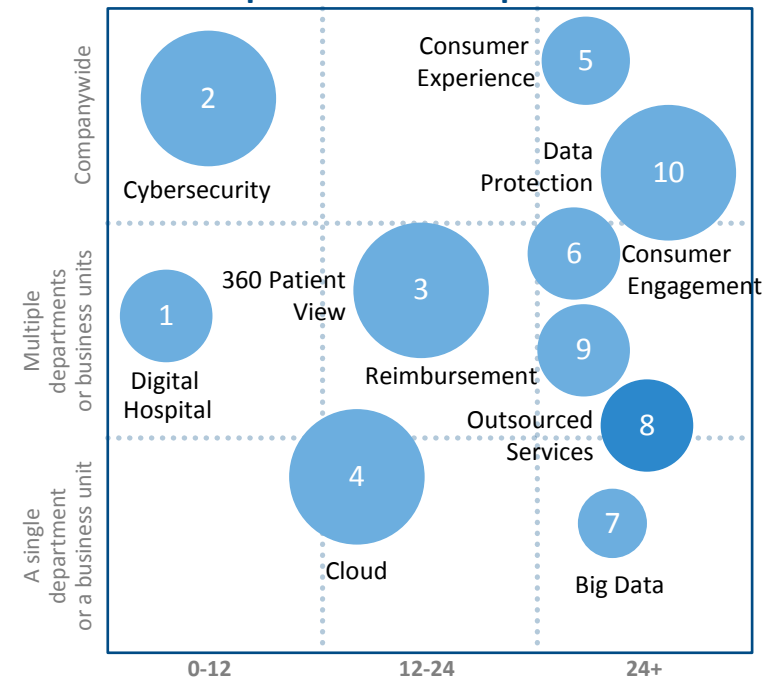 Companywide
Multiple
departments
or business units
A single
department
or a business unit
2
Cybersecurity
Consumer
Experience
5
Data
Protection
10
1
Digital
Hospital
360 Patient
View
3
6
Consumer
Engagement
Reimbursement
9
Outsourced
Services
8
4
Cloud
7
Big Data
0-12
12-24
24+